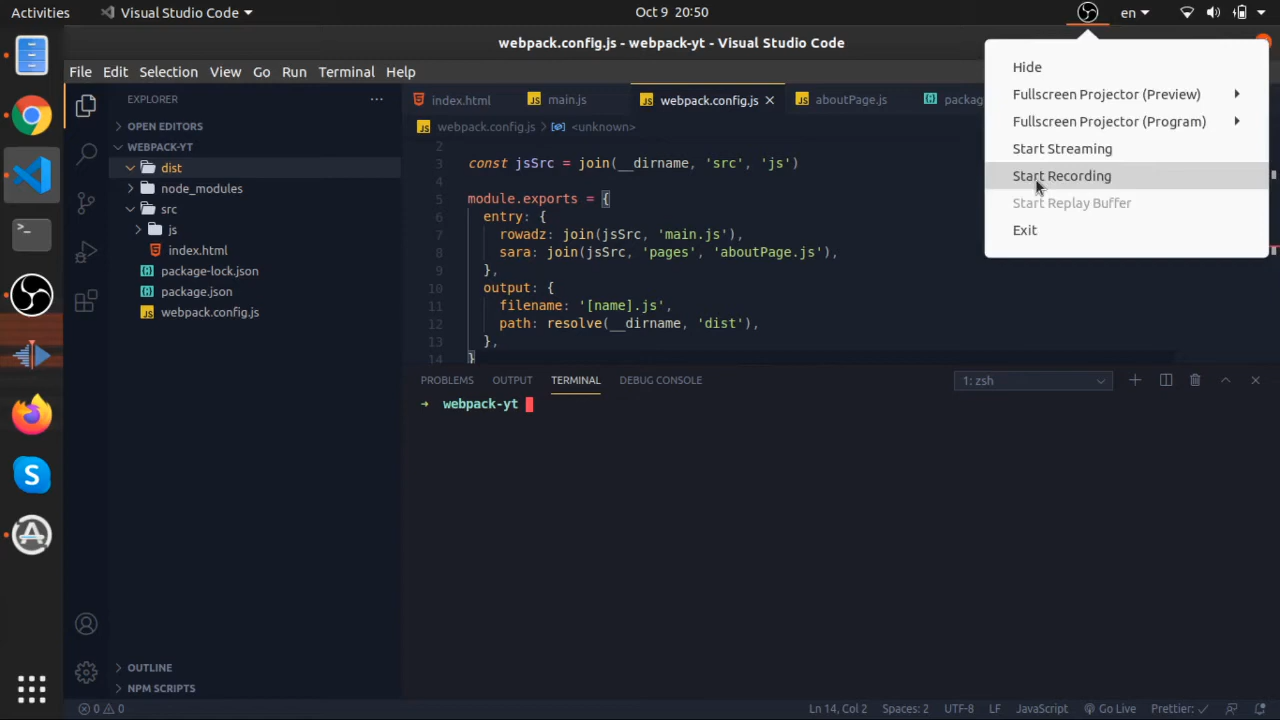 Activities
Visual Studio Code
Oct 9 20:50
en
webpack.config.js - webpack-yt - Visual Studio Code
File Edit Selection View Go Run Terminal Help
EXPLORER
OPEN EDITORS
WEBPACK-YT
dist
node_modules
src
js
index.html
package-lock.json
package.json
webpack.config.js
OUTLINE
NPM SCRIPTS
index.html
main.js
webpack.config.js
aboutPage.js
packag
webpack.config.js
<unknown>
2
3 const jsSrc = join(__dirname, 'src', 'js')
4
5 module.exports = {
6 entry: {
7 rowadz: join(jsSrc, 'main.js'),
8 sara: join(jsSrc, 'pages', 'aboutPage.js'),
9 },
10 output: {
11 filename: '[name].js',
12 path: resolve(__dirname, 'dist'),
13 },
14 }
PROBLEMS OUTPUT TERMINAL DEBUG CONSOLE
1: zsh
→ webpack-yt
Hide
Fullscreen Projector (Preview)
Fullscreen Projector (Program)
Start Streaming
Start Recording
Start Replay Buffer
Exit
0 0
Ln 14, Col 2
Spaces: 2
UTF-8
LF
JavaScript
Go Live
Prettier: ✓